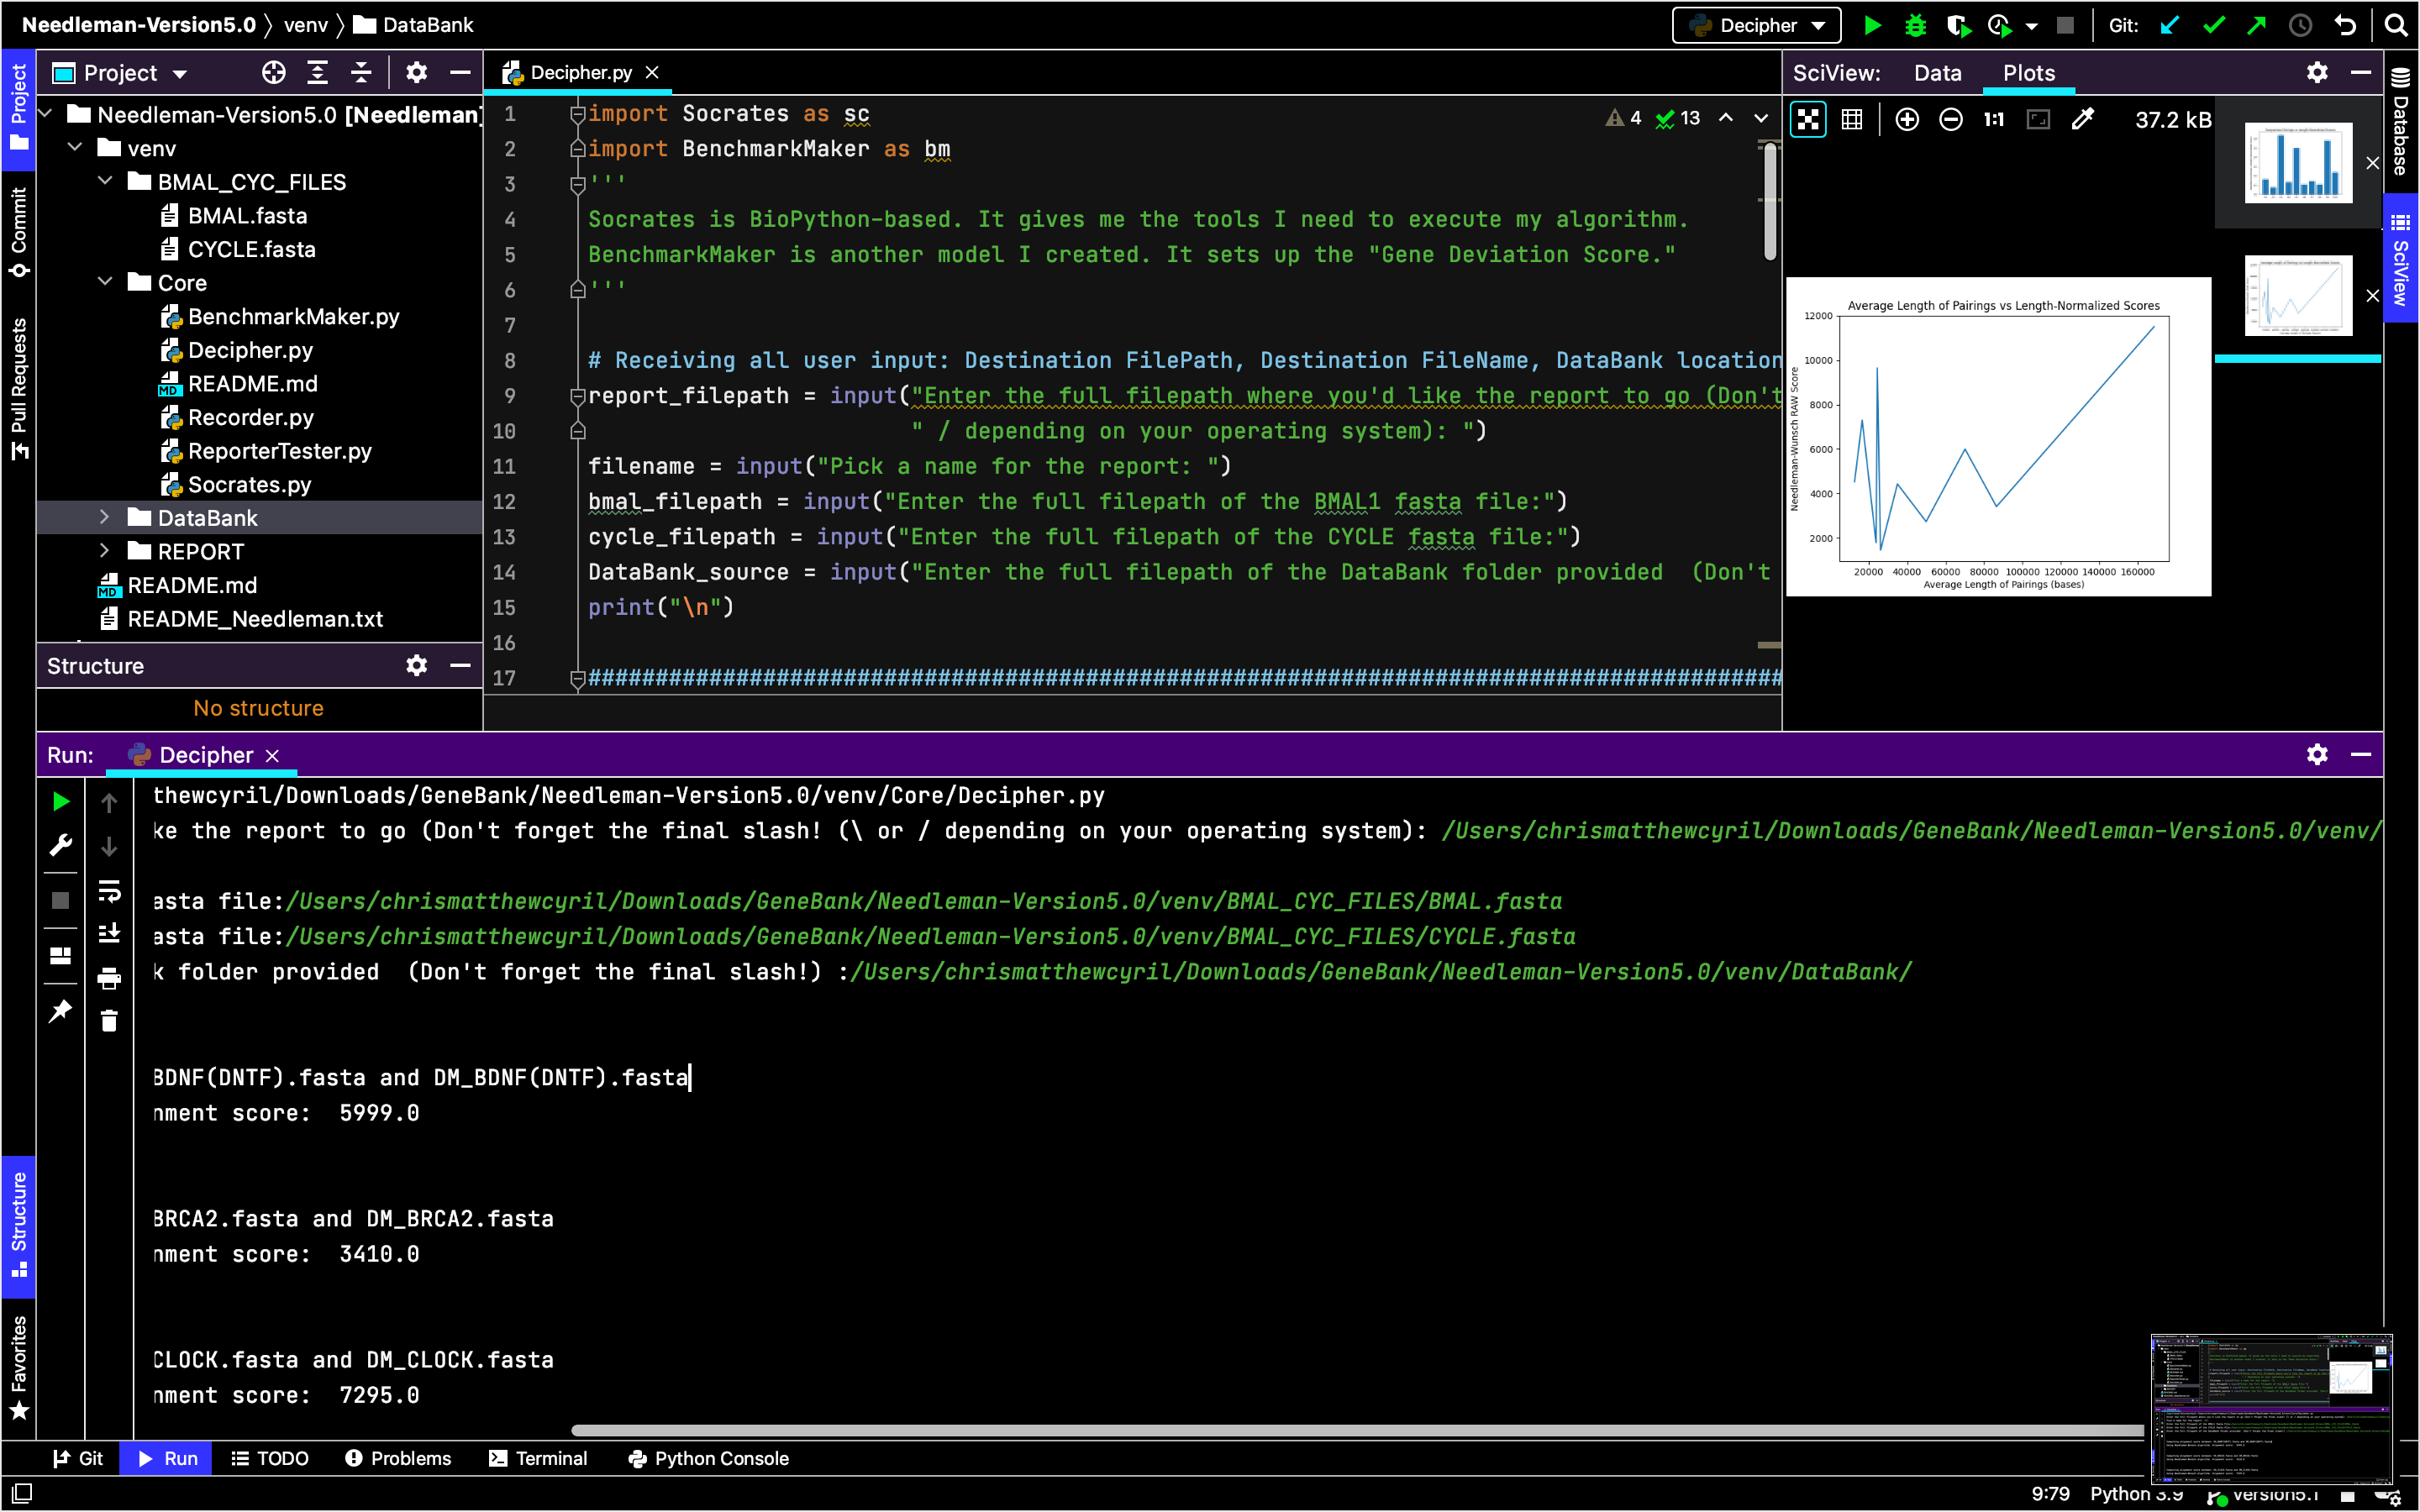 Needleman-Version5.0 venv DataBank
Decipher
Git:
Project
Decipher.py
SciView: Data Plots
Project
Commit
Pull Requests
Structure
Favorites
Database
SciView
Needleman-Version5.0 [Needleman]
venv
BMAL_CYC_FILES
BMAL.fasta
CYCLE.fasta
Core
BenchmarkMaker.py
Decipher.py
README.md
Recorder.py
ReporterTester.py
Socrates.py
DataBank
REPORT
README.md
README_Needleman.txt
Structure
No structure
4 13
1 import Socrates as sc
2 import BenchmarkMaker as bm
3 '''
4 Socrates is BioPython-based. It gives me the tools I need to execute my algorithm.
5 BenchmarkMaker is another model I created. It sets up the "Gene Deviation Score."
6 '''
7
8 # Receiving all user input: Destination FilePath, Destination FileName, DataBank location
9 report_filepath = input("Enter the full filepath where you'd like the report to go (Don't
10 " / depending on your operating system): ")
11 filename = input("Pick a name for the report: ")
12 bmal_filepath = input("Enter the full filepath of the BMAL1 fasta file:")
13 cycle_filepath = input("Enter the full filepath of the CYCLE fasta file:")
14 DataBank_source = input("Enter the full filepath of the DataBank folder provided  (Don't
15 print("\n")
16
17 ################################################################################
1:1 37.2 kB
Average Length of Pairings vs Length-Normalized Scores
Needleman-Wunsch RAW Score
12000
10000
8000
6000
4000
2000
20000 40000 60000 80000 100000 120000 140000 160000
Average Length of Pairings (bases)
Run: Decipher
thewcyril/Downloads/GeneBank/Needleman-Version5.0/venv/Core/Decipher.py
ke the report to go (Don't forget the final slash! (\ or / depending on your operating system): /Users/chrismatthewcyril/Downloads/GeneBank/Needleman-Version5.0/venv/
asta file:/Users/chrismatthewcyril/Downloads/GeneBank/Needleman-Version5.0/venv/BMAL_CYC_FILES/BMAL.fasta
asta file:/Users/chrismatthewcyril/Downloads/GeneBank/Needleman-Version5.0/venv/BMAL_CYC_FILES/CYCLE.fasta
k folder provided  (Don't forget the final slash!) :/Users/chrismatthewcyril/Downloads/GeneBank/Needleman-Version5.0/venv/DataBank/
BDNF(DNTF).fasta and DM_BDNF(DNTF).fasta
nment score:  5999.0
BRCA2.fasta and DM_BRCA2.fasta
nment score:  3410.0
CLOCK.fasta and DM_CLOCK.fasta
nment score:  7295.0
Git Run TODO Problems Terminal Python Console
9:79 Python 3.9 Version5.1